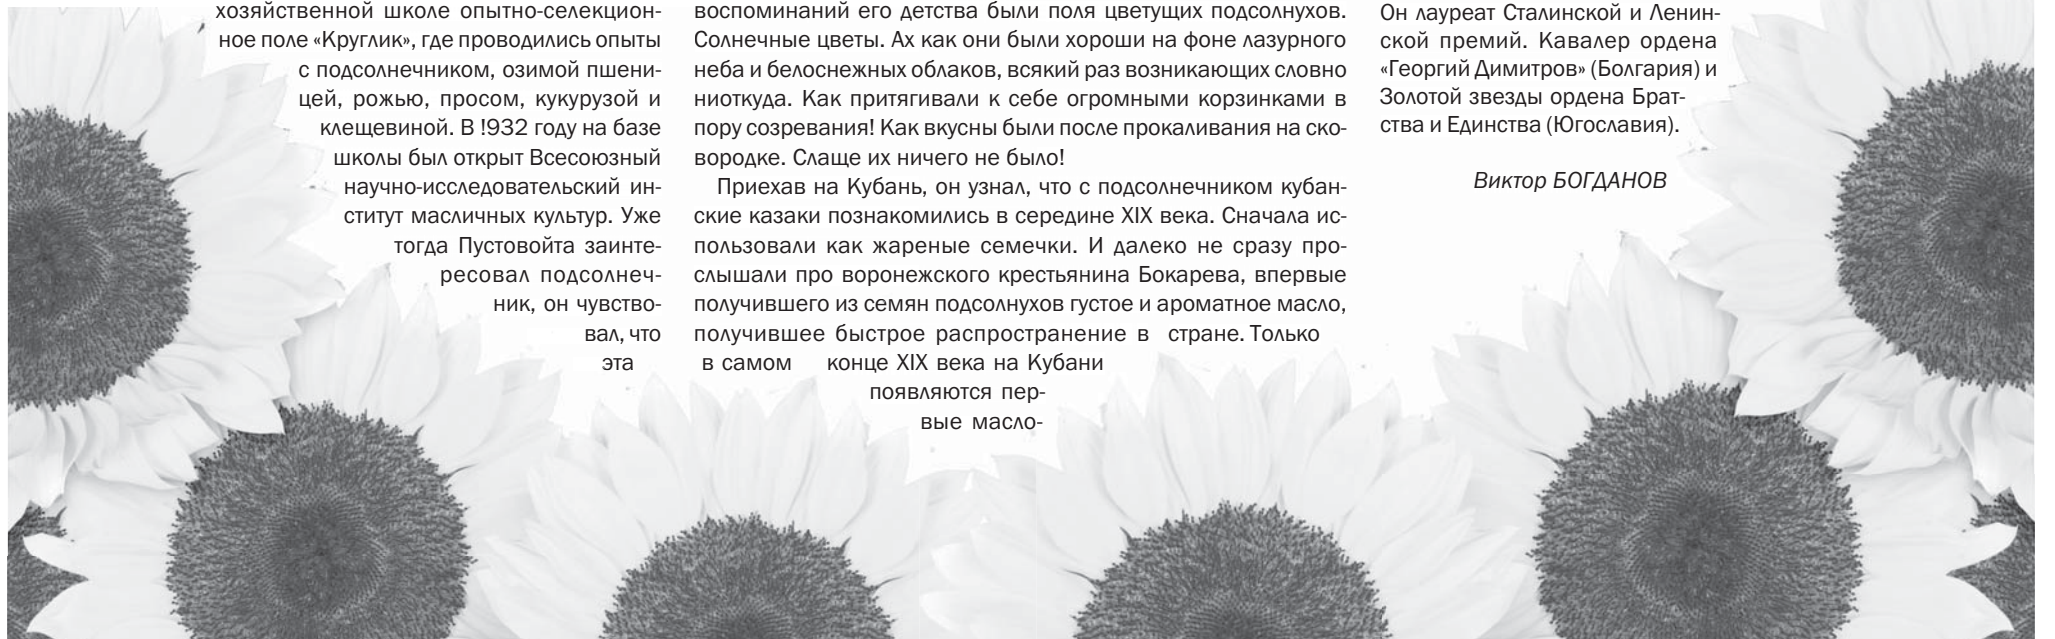 хозяйственной школе опытно-селекцион-
ное поле «Круглик», где проводились опыты
с подсолнечником, озимой пшени-
цей, рожью, просом, кукурузой и
клещевиной. В !932 году на базе
школы был открыт Всесоюзный
научно-исследовательский ин-
ститут масличных культур. Уже
тогда Пустовойта заинте-
ресовал подсолнеч-
ник, он чувство-
вал, что
эта
воспоминаний его детства были поля цветущих подсолнухов.
Солнечные цветы. Ах как они были хороши на фоне лазурного
неба и белоснежных облаков, всякий раз возникающих словно
ниоткуда. Как притягивали к себе огромными корзинками в
пору созревания! Как вкусны были после прокаливания на ско-
вородке. Слаще их ничего не было!
Приехав на Кубань, он узнал, что с подсолнечником кубан-
ские казаки познакомились в середине XIX века. Сначала ис-
пользовали как жареные семечки. И далеко не сразу про-
слышали про воронежского крестьянина Бокарева, впервые
получившего из семян подсолнухов густое и ароматное масло,
получившее быстрое распространение в стране. Только
в самом конце XIX века на Кубани
появляются пер-
вые масло-
Он лауреат Сталинской и Ленин-
ской премий. Кавалер ордена
«Георгий Димитров» (Болгария) и
Золотой звезды ордена Брат-
ства и Единства (Югославия).
Виктор БОГДАНОВ